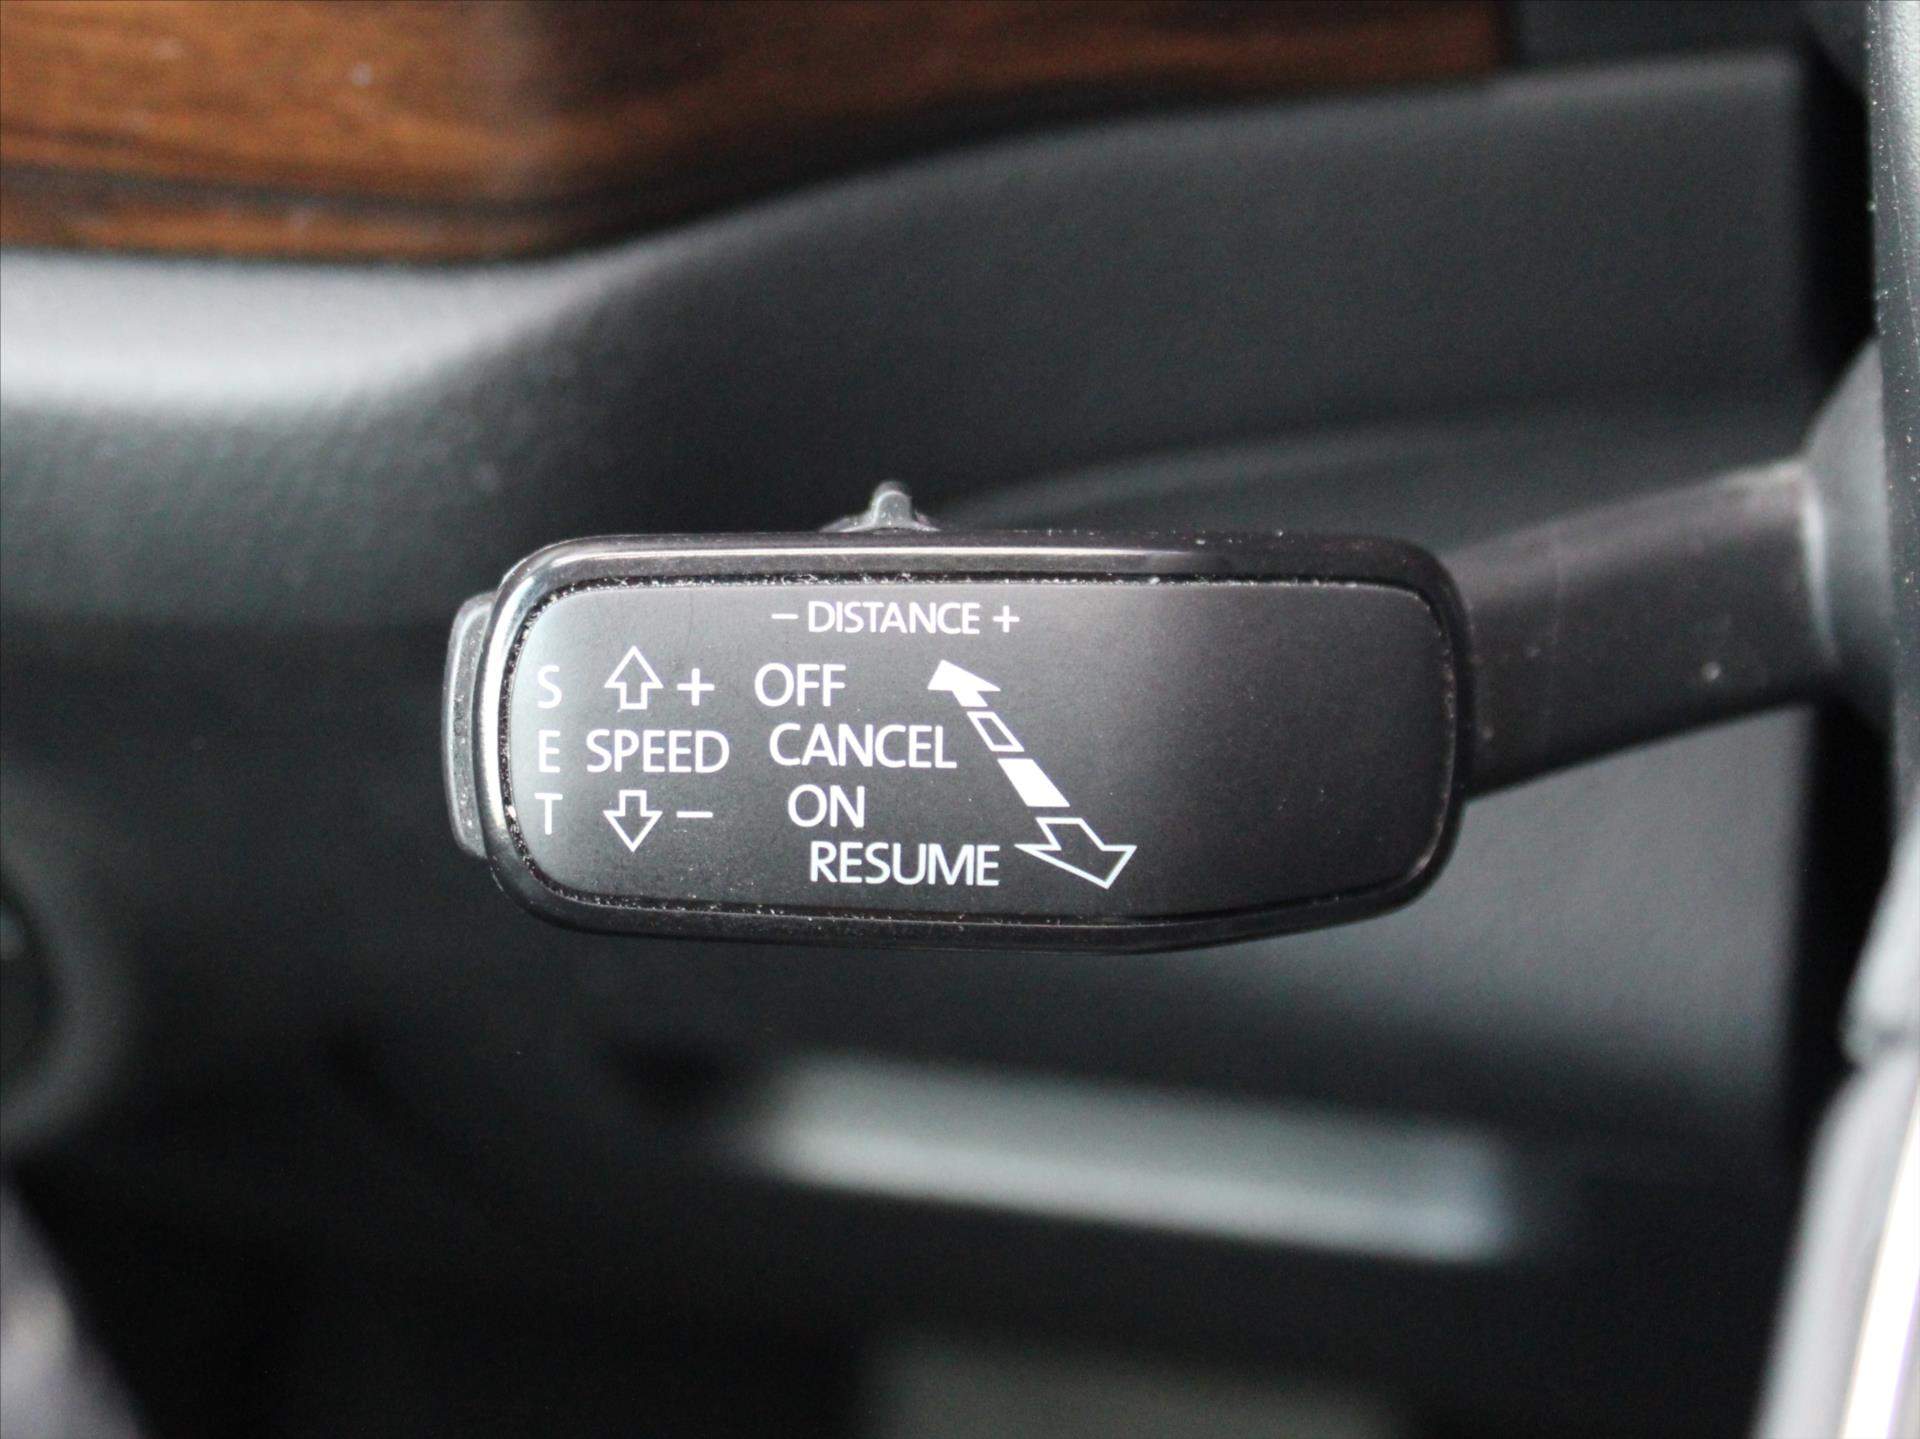 – DISTANCE +
S + OFF
E SPEED CANCEL
T – ON
RESUME